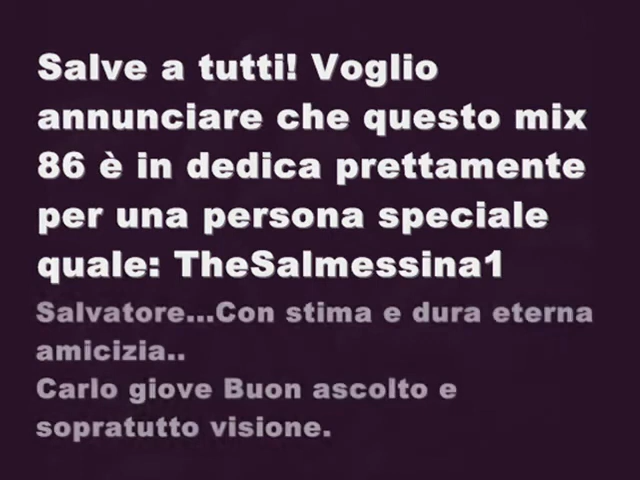 Salve a tutti! Voglio
annunciare che questo mix
86 è in dedica prettamente
per una persona speciale
quale: TheSalmessina1
Salvatore...Con stima e dura eterna
amicizia..
Carlo giove Buon ascolto e
sopratutto visione.